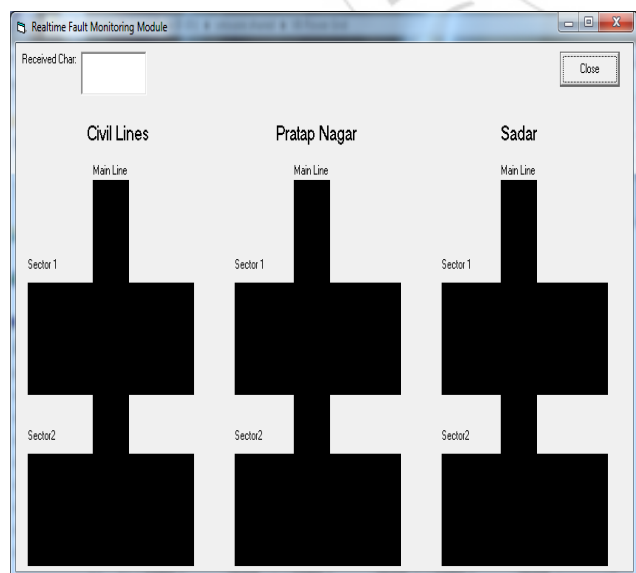 Realtime Fault Monitoring Module
Received Char:
Close
Civil Lines
Pratap Nagar
Sadar
Main Line
Main Line
Main Line
Sector 1
Sector 1
Sector 1
Sector2
Sector2
Sector2